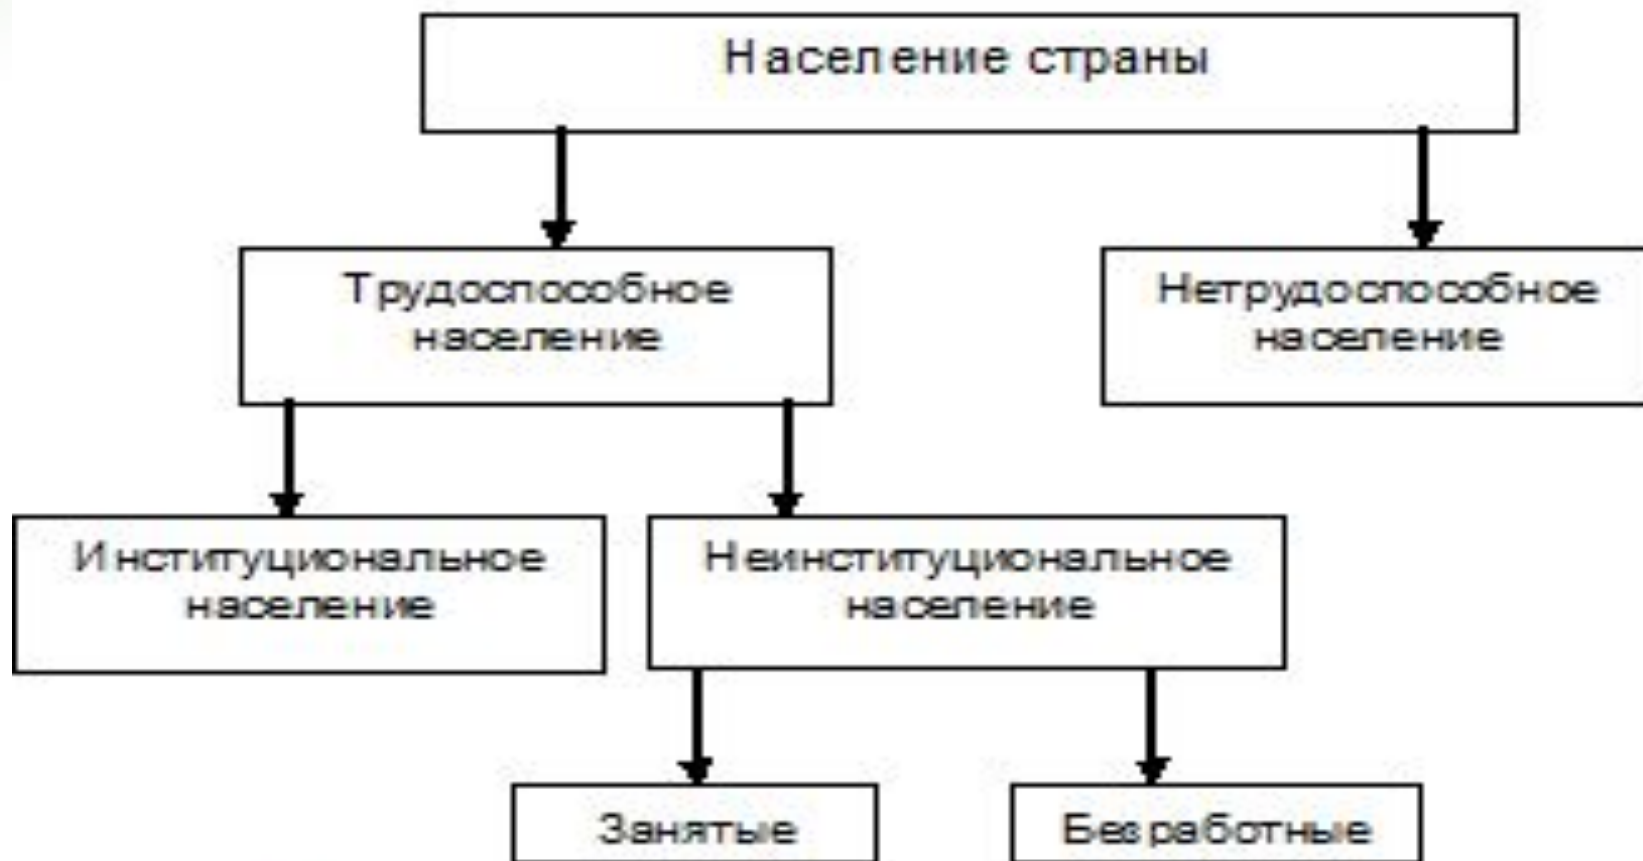 Население страны
Трудоспособное
население
Нетрудоспособное
население
Институциональное
население
Неинституциональное
население
Занятые
Безработные